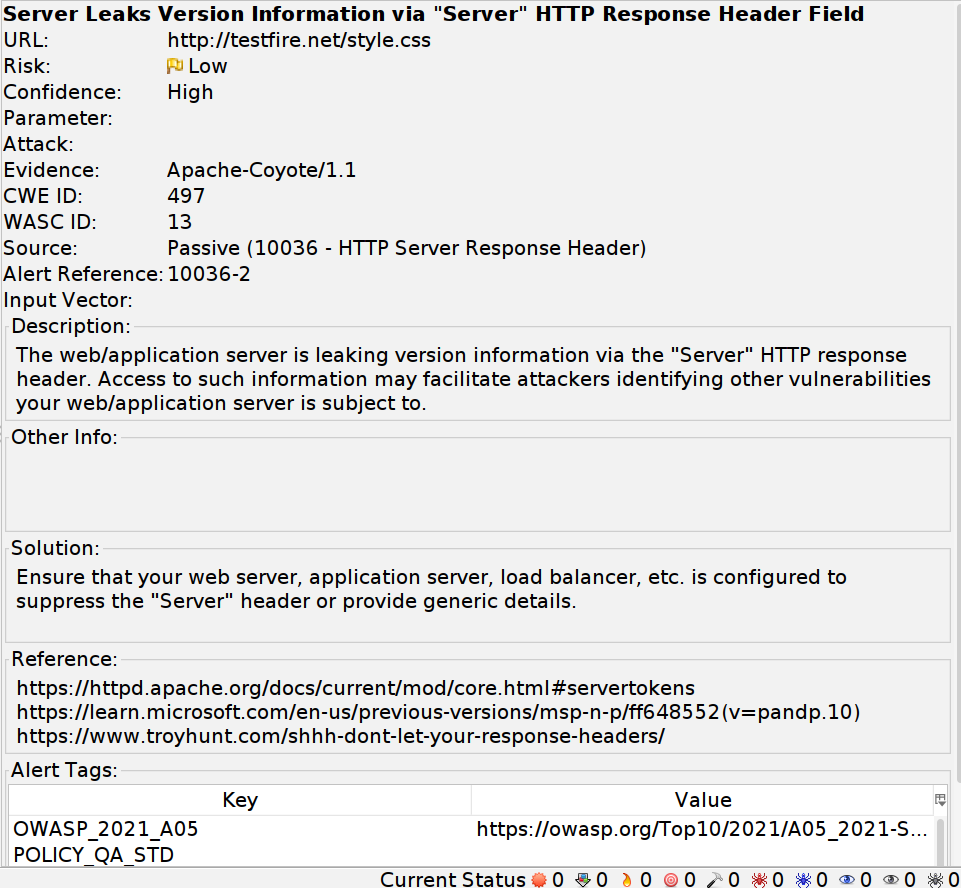 Server Leaks Version Information via "Server" HTTP Response Header Field
URL: http://testfire.net/style.css
Risk: Low
Confidence: High
Parameter:
Attack:
Evidence: Apache-Coyote/1.1
CWE ID: 497
WASC ID: 13
Source: Passive (10036 - HTTP Server Response Header)
Alert Reference: 10036-2
Input Vector:
Description:
The web/application server is leaking version information via the "Server" HTTP response
header. Access to such information may facilitate attackers identifying other vulnerabilities
your web/application server is subject to.
Other Info:
Solution:
Ensure that your web server, application server, load balancer, etc. is configured to
suppress the "Server" header or provide generic details.
Reference:
https://httpd.apache.org/docs/current/mod/core.html#servertokens
https://learn.microsoft.com/en-us/previous-versions/msp-n-p/ff648552(v=pandp.10)
https://www.troyhunt.com/shhh-dont-let-your-response-headers/
Alert Tags:
Key Value
OWASP_2021_A05 https://owasp.org/Top10/2021/A05_2021-S...
POLICY_QA_STD
Current Status 0 0 0 0 0 0 0 0 0 0